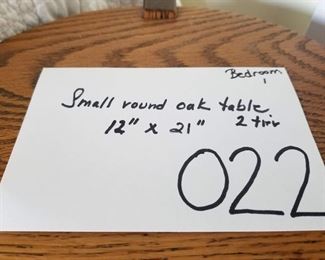 Bedroom
1
Small round oak table
12" x 21" 2 tier
022